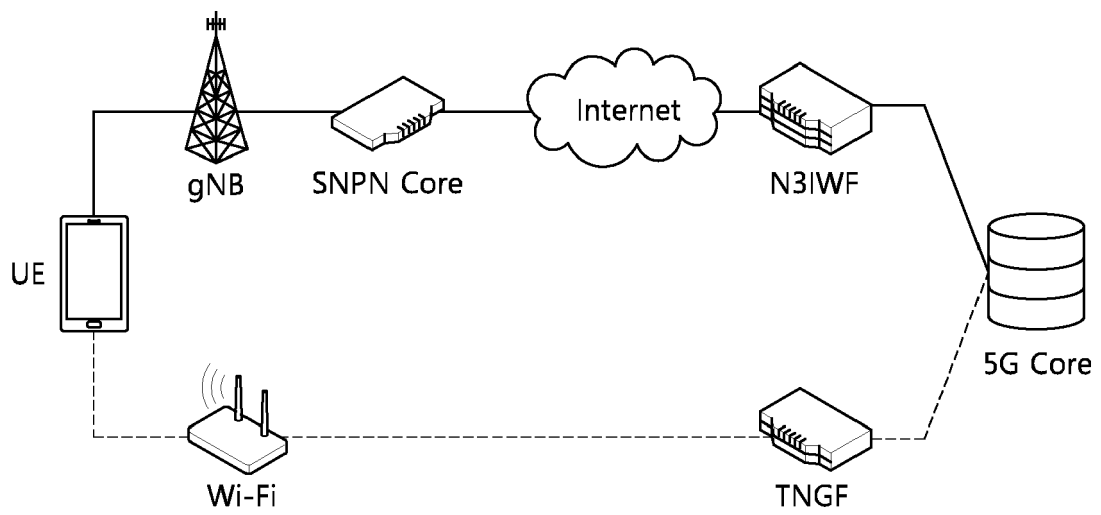 Internet
gNB
SNPN Core
N3IWF
UE
5G Core
Wi-Fi
TNGF